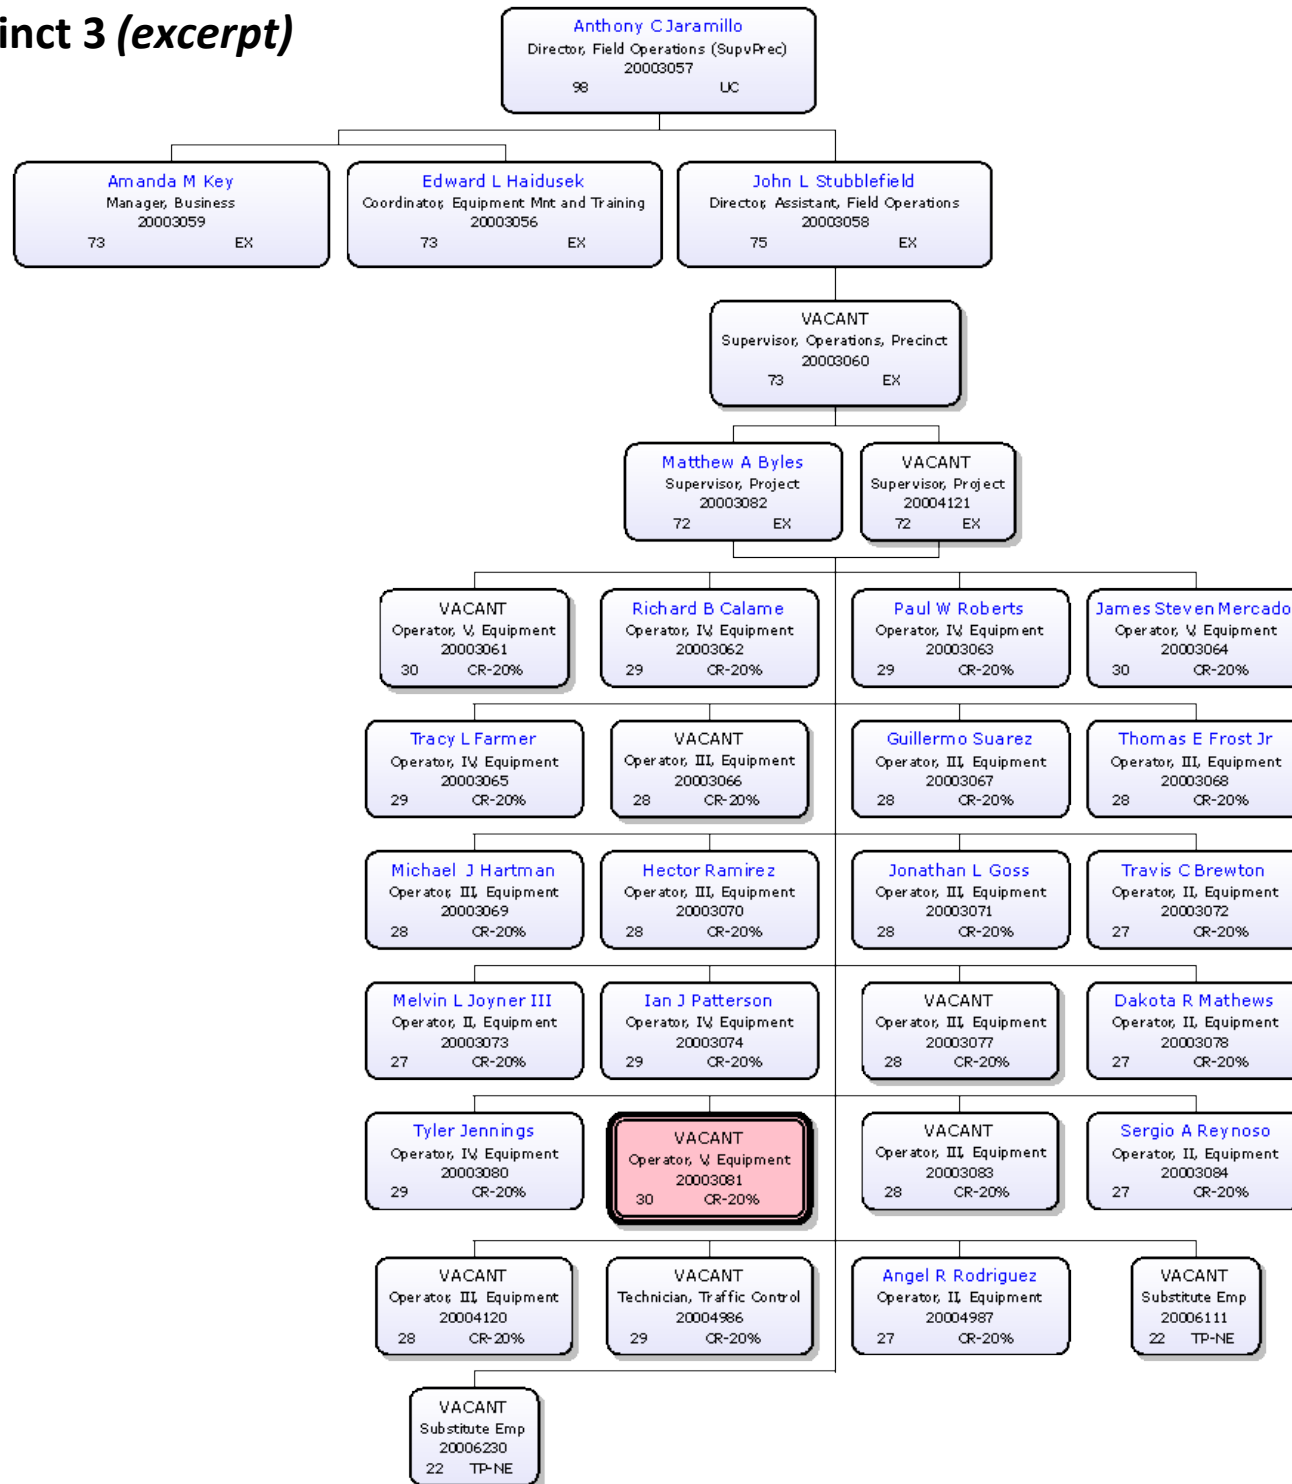 inct 3 (excerpt)
Anthony C Jaramillo
Director, Field Operations (SupvPrec)
20003057
98 UC
Amanda M Key
Manager, Business
20003059
73 EX
Edward L Haidusek
Coordinator, Equipment Mnt and Training
20003056
73 EX
John L Stubblefield
Director, Assistant, Field Operations
20003058
75 EX
VACANT
Supervisor, Operations, Precinct
20003060
73 EX
Matthew A Byles
Supervisor, Project
20003082
72 EX
VACANT
Supervisor, Project
20004121
72 EX
VACANT
Operator, V, Equipment
20003061
30 CR-20%
Richard B Calame
Operator, IV, Equipment
20003062
29 CR-20%
Paul W Roberts
Operator, IV, Equipment
20003063
29 CR-20%
James Steven Mercado
Operator, V, Equipment
20003064
30 CR-20%
Tracy L Farmer
Operator, IV, Equipment
20003065
29 CR-20%
VACANT
Operator, III, Equipment
20003066
28 CR-20%
Guillermo Suarez
Operator, III, Equipment
20003067
28 CR-20%
Thomas E Frost Jr
Operator, III, Equipment
20003068
28 CR-20%
Michael J Hartman
Operator, III, Equipment
20003069
28 CR-20%
Hector Ramirez
Operator, III, Equipment
20003070
28 CR-20%
Jonathan L Goss
Operator, III, Equipment
20003071
28 CR-20%
Travis C Brewton
Operator, II, Equipment
20003072
27 CR-20%
Melvin L Joyner III
Operator, II, Equipment
20003073
27 CR-20%
Ian J Patterson
Operator, IV, Equipment
20003074
29 CR-20%
VACANT
Operator, III, Equipment
20003077
28 CR-20%
Dakota R Mathews
Operator, II, Equipment
20003078
27 CR-20%
Tyler Jennings
Operator, IV, Equipment
20003080
29 CR-20%
VACANT
Operator, V, Equipment
20003081
30 CR-20%
VACANT
Operator, III, Equipment
20003083
28 CR-20%
Sergio A Reynoso
Operator, II, Equipment
20003084
27 CR-20%
VACANT
Operator, III, Equipment
20004120
28 CR-20%
VACANT
Technician, Traffic Control
20004986
29 CR-20%
Angel R Rodriguez
Operator, II, Equipment
20004987
27 CR-20%
VACANT
Substitute Emp
20006111
22 TP-NE
VACANT
Substitute Emp
20006230
22 TP-NE